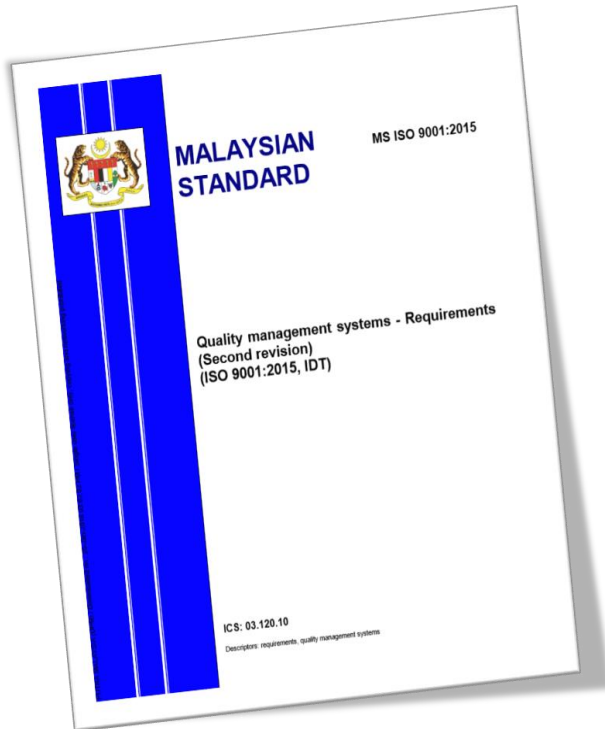 MALAYSIAN
STANDARD
MS ISO 9001:2015
Quality management systems - Requirements
(Second revision)
(ISO 9001:2015, IDT)
ICS: 03.120.10
Descriptors: requirements, quality management systems